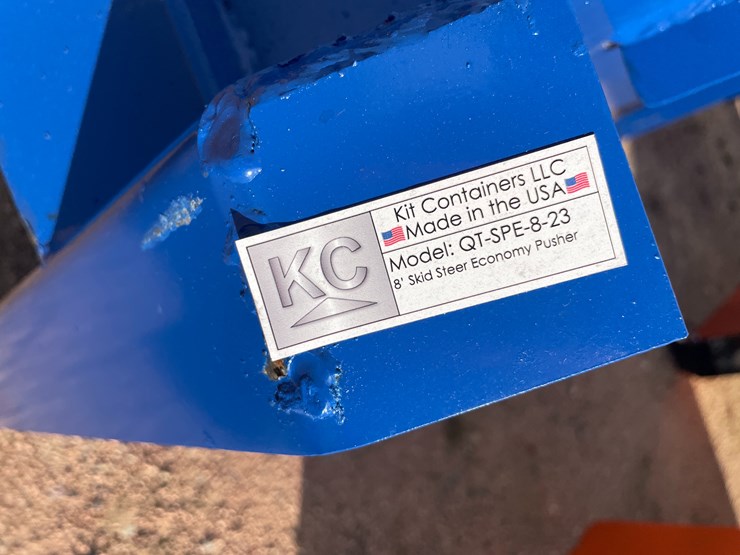 KC
Kit Containers LLC
Made in the USA
Model: QT-SPE-8-23
8' Skid Steer Economy Pusher